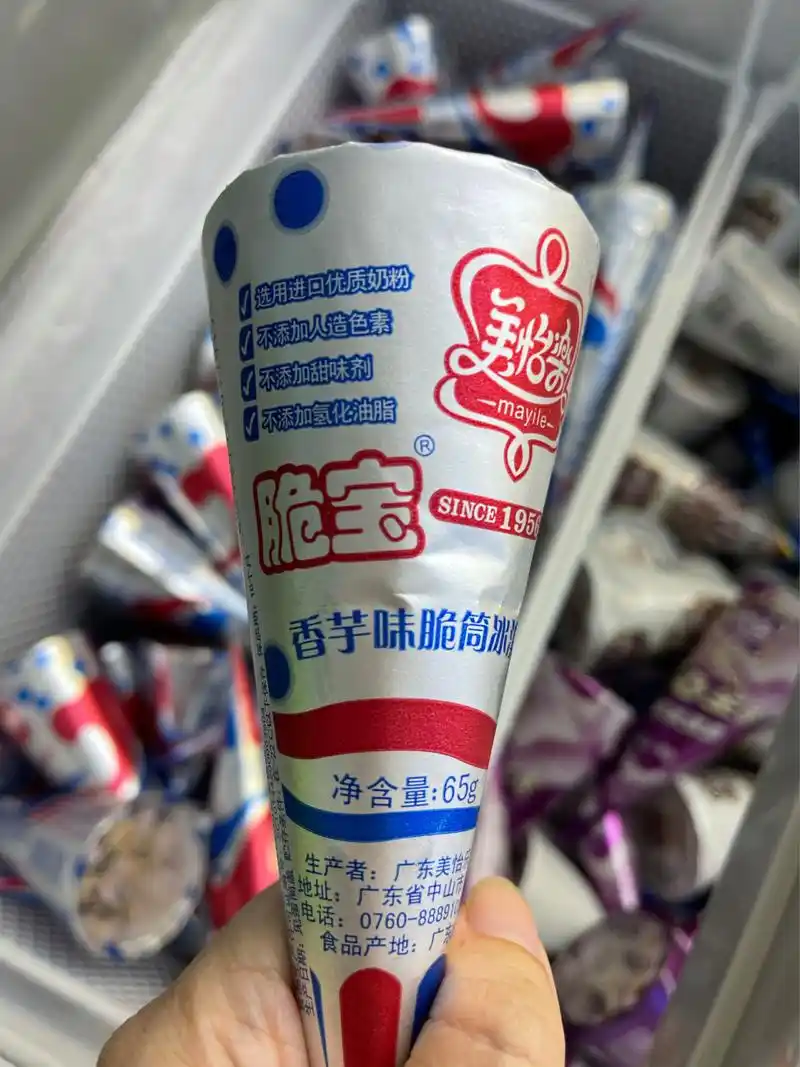 选用进口优质奶粉
不添加人造色素
不添加甜味剂
不添加氢化油脂
美怡樂
mayile
脆宝®
SINCE 1956
香芋味脆筒冰
净含量:65g
生产者: 广东美怡
地址: 广东省中山市
电话: 0760-88891
食品产地: 广